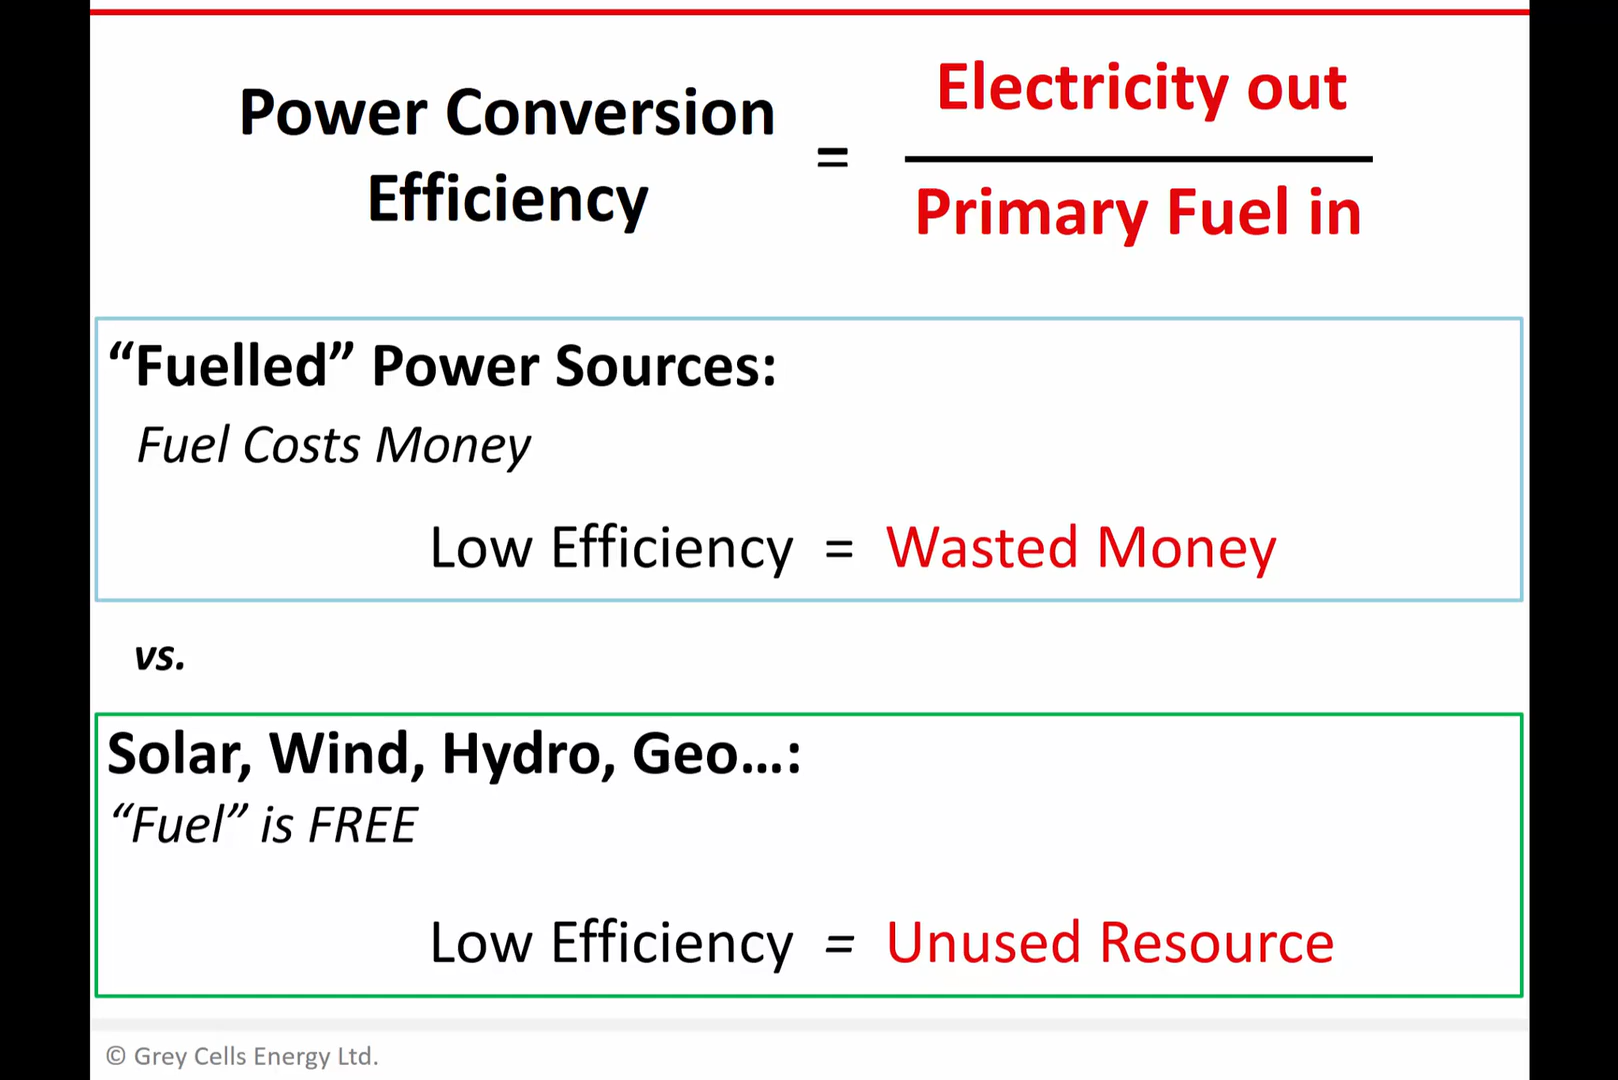 Power Conversion
Efficiency
=
Electricity out
Primary Fuel in
“Fuelled” Power Sources:
Fuel Costs Money
Low Efficiency = Wasted Money
vs.
Solar, Wind, Hydro, Geo...:
“Fuel” is FREE
Low Efficiency = Unused Resource
© Grey Cells Energy Ltd.